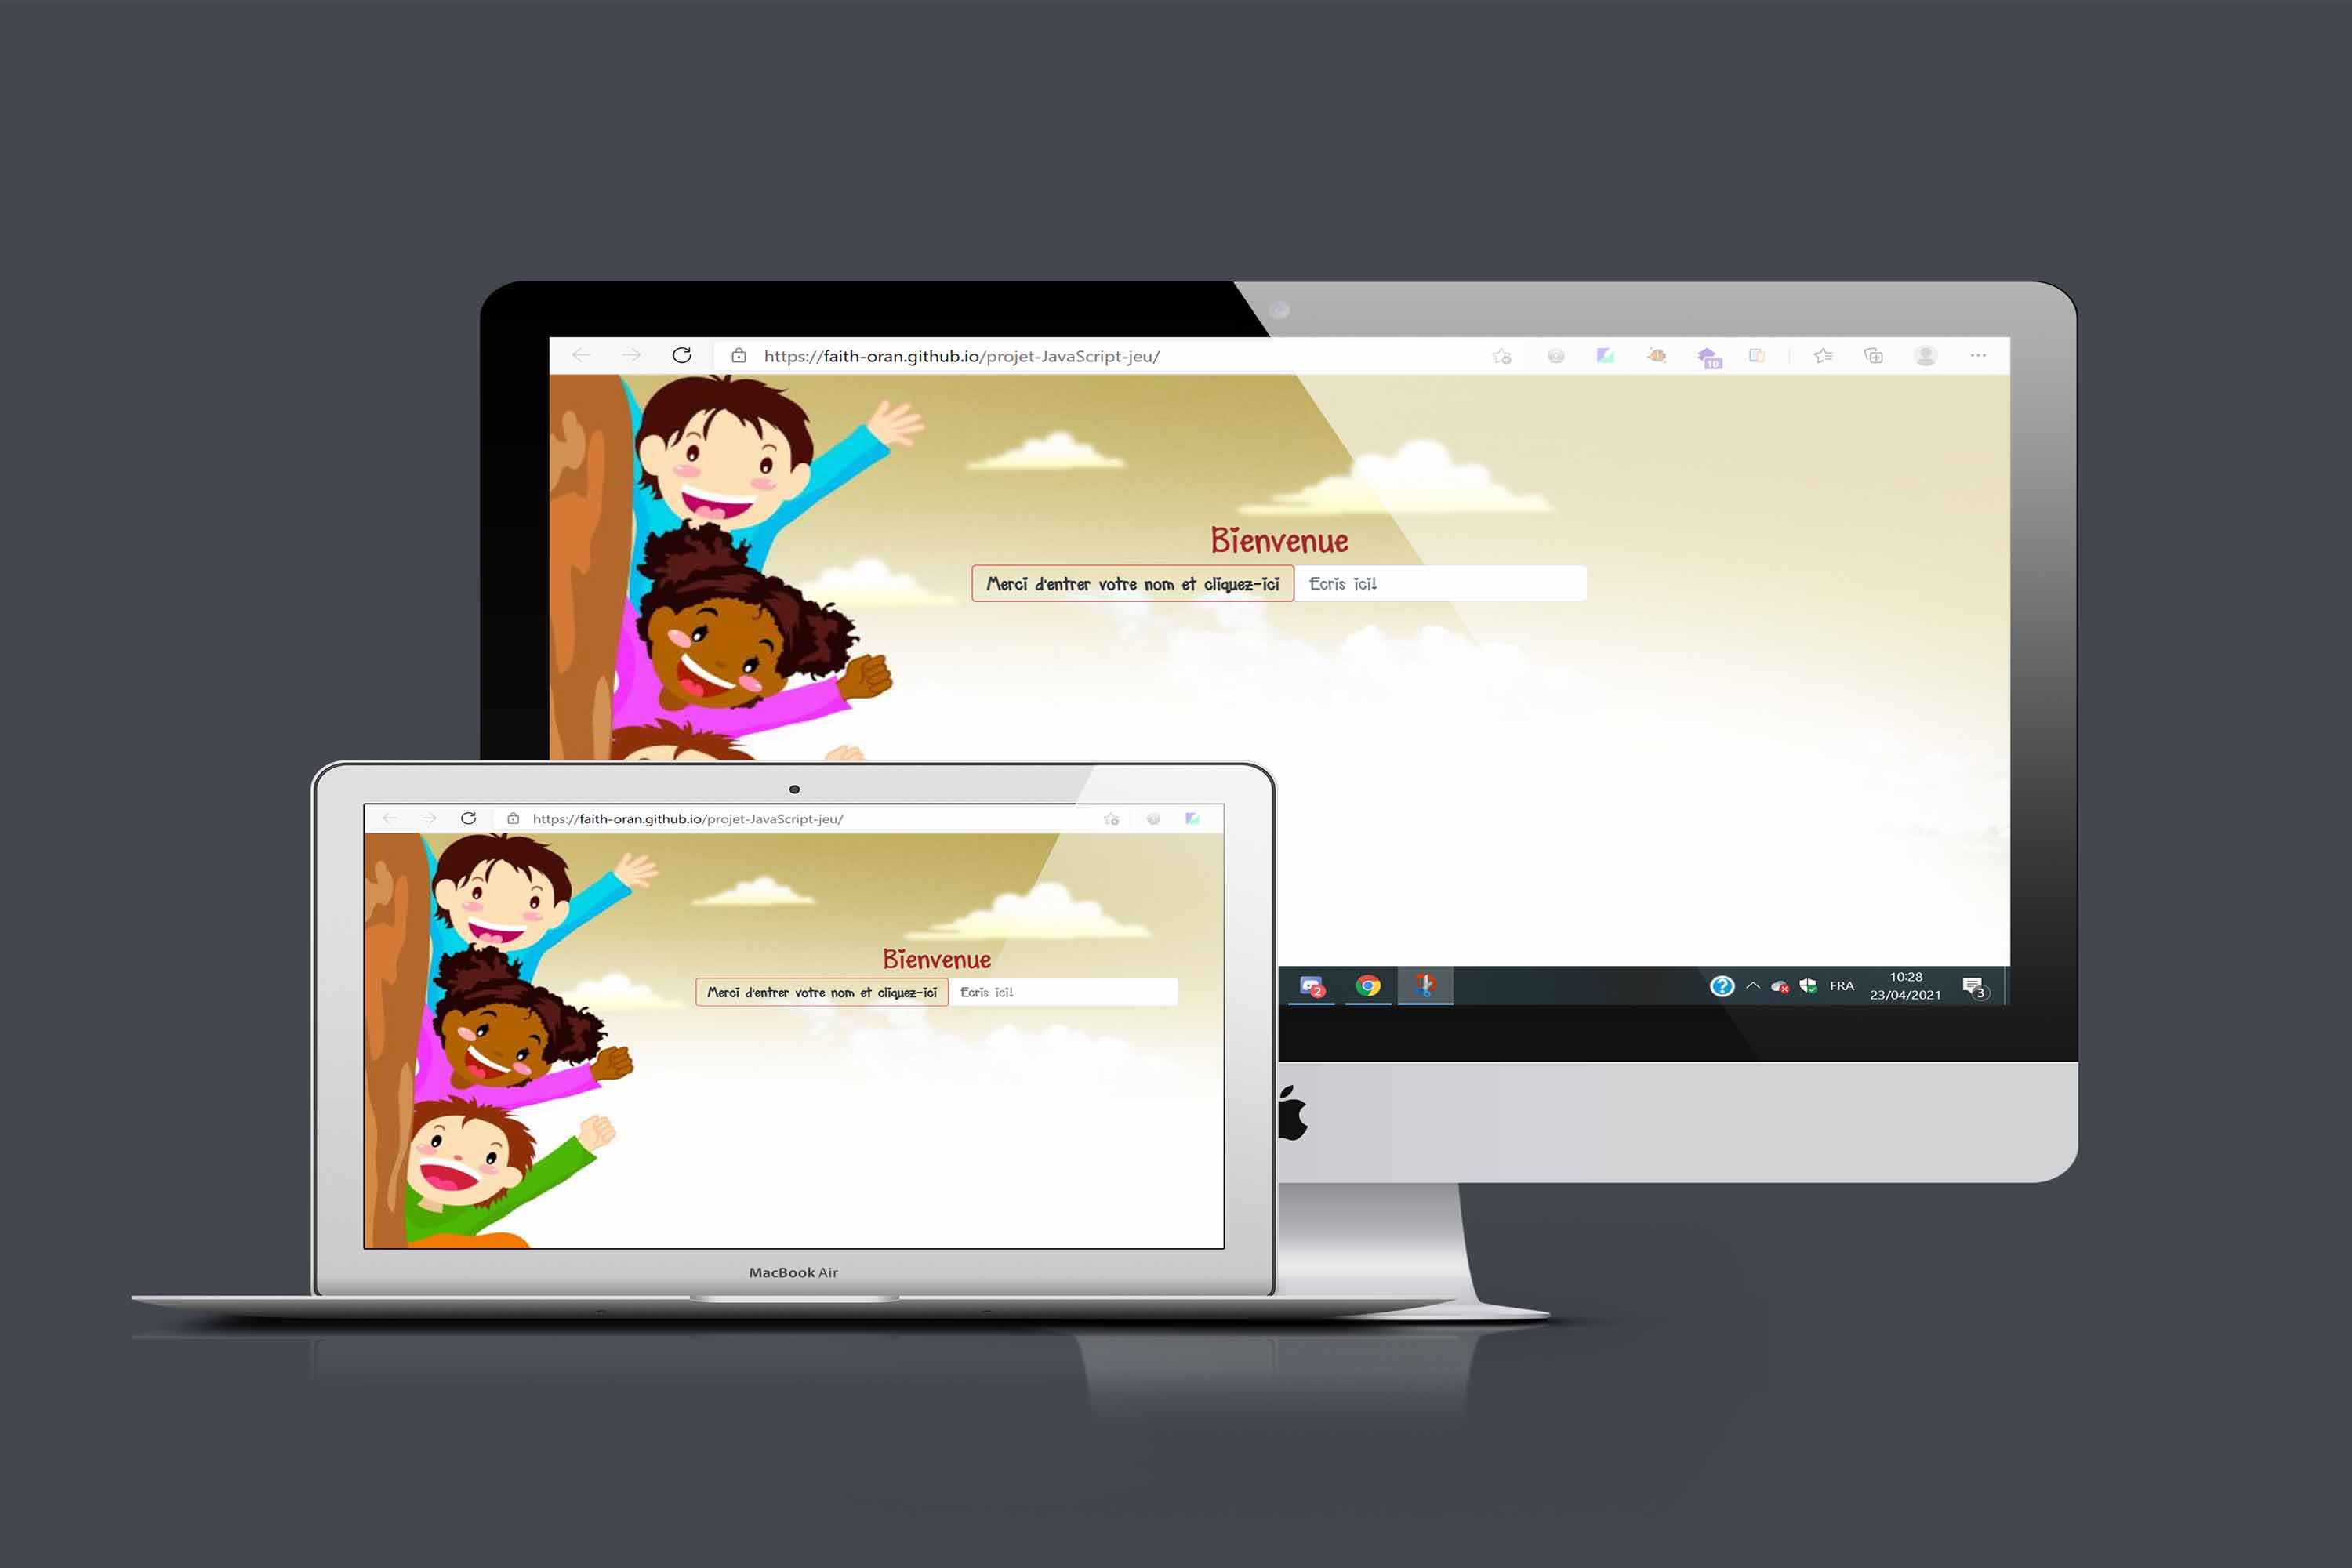 https://faith-oran.github.io/projet-JavaScript-jeu/
10
Bienvenue
Merci d'entrer votre nom et cliquez-ici
Ecris ici!
https://faith-oran.github.io/projet-JavaScript-jeu/
Bienvenue
Merci d'entrer votre nom et cliquez-ici
Ecris ici!
2
FRA
10:28
23/04/2021
3
MacBook Air